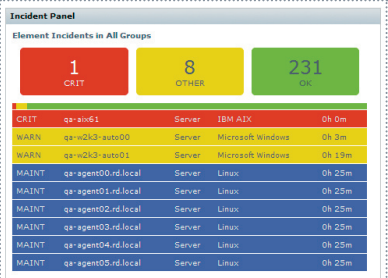 Incident Panel
Element Incidents in All Groups
1 8 231
CRIT OTHER OK
CRIT qa-aix61 Server IBM AIX 0h 0m
WARN qa-w2k3-auto00 Server Microsoft Windows 0h 3m
WARN qa-w2k3-auto01 Server Microsoft Windows 0h 19m
MAINT qa-agent00.rd.local Server Linux 0h 25m
MAINT qa-agent01.rd.local Server Linux 0h 25m
MAINT qa-agent02.rd.local Server Linux 0h 25m
MAINT qa-agent03.rd.local Server Linux 0h 25m
MAINT qa-agent04.rd.local Server Linux 0h 25m
MAINT qa-agent05.rd.local Server Linux 0h 25m